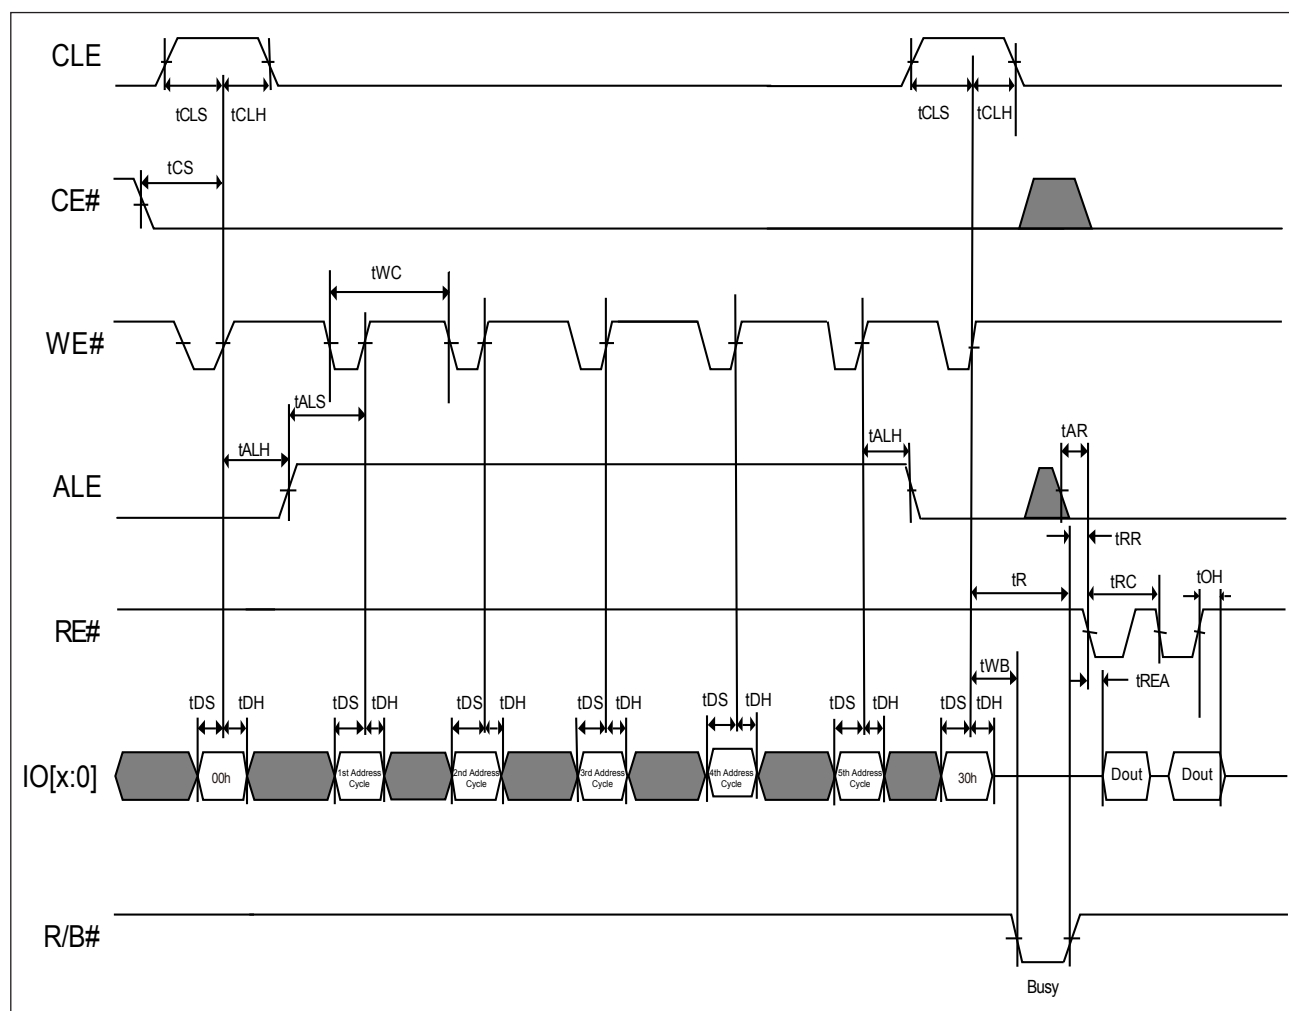 CLE
tCLS tCLH
tCLS tCLH
tCS
CE#
tWC
WE#
tALS
tALH
tALH
tAR
ALE
tRR
tR
tRC
tOH
RE#
tWB
tREA
tDS tDH
tDS tDH
tDS tDH
tDS tDH
tDS tDH
tDS tDH
tDS tDH
IO[x:0]
00h
1st Address
Cycle
2nd Address
Cycle
3rd Address
Cycle
4th Address
Cycle
5th Address
Cycle
30h
Dout
Dout
R/B#
Busy